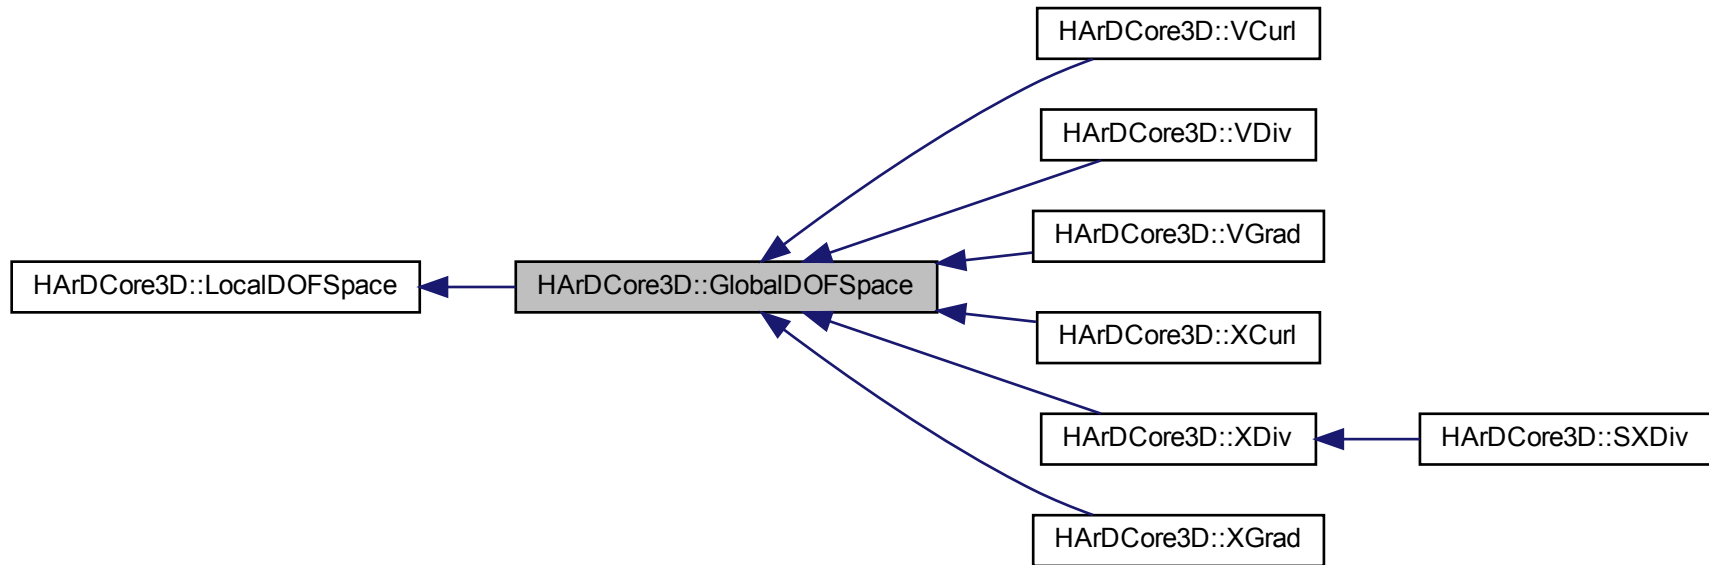 HArDCore3D::LocalDOFSpace
HArDCore3D::GlobalDOFSpace
HArDCore3D::VCurl
HArDCore3D::VDiv
HArDCore3D::VGrad
HArDCore3D::XCurl
HArDCore3D::XDiv
HArDCore3D::SXDiv
HArDCore3D::XGrad